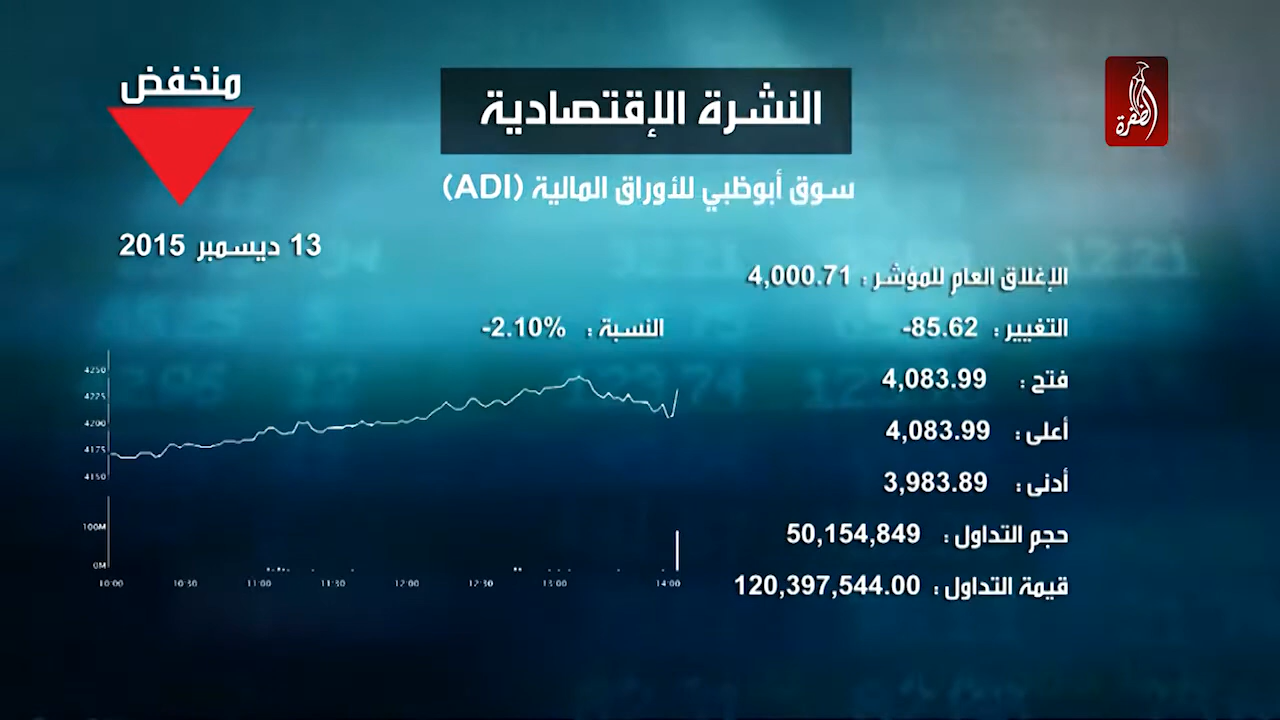 النشرة الإقتصادية
سوق أبوظبي للأوراق المالية (ADI)
الظفرة
منخفض
13 ديسمبر 2015
الإغلاق العام للمؤشر : 4,000.71
التغيير : -85.62 النسبة : -2.10%
فتح : 4,083.99
أعلى : 4,083.99
أدنى : 3,983.89
حجم التداول : 50,154,849
قيمة التداول : 120,397,544.00
4250
4225
4200
4175
4150
100M
0M
10:00 10:30 11:00 11:30 12:00 12:30 13:00 14:00